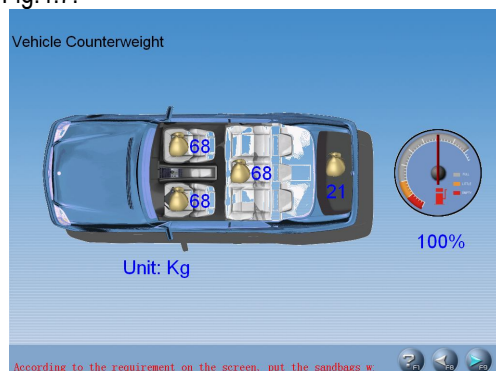 Vehicle Counterweight
68
68
68
21
100%
Unit: Kg
According to the requirement on the screen, put the sandbags w
F1
F8
F9